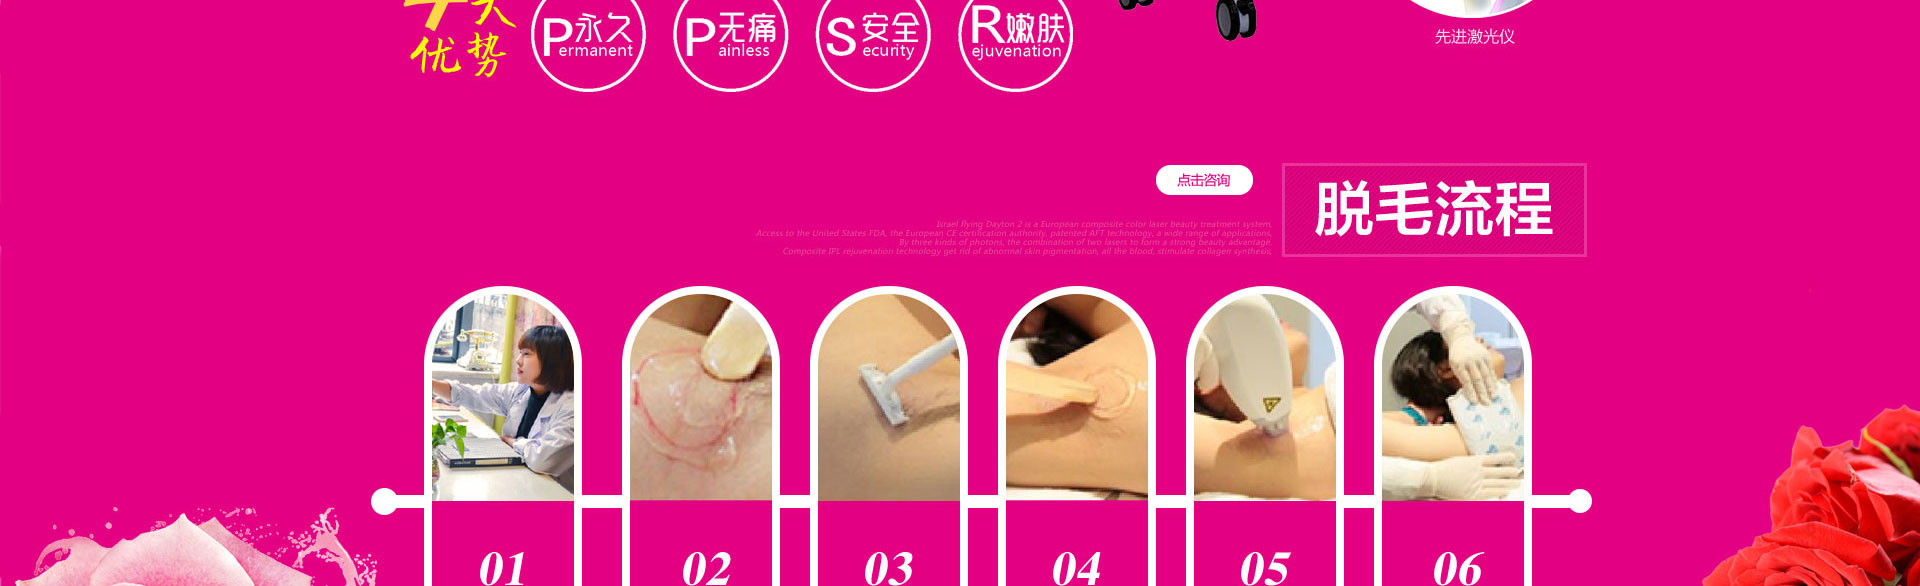 大
优势
P永久
ermanent
P无痛
ainless
S安全
ecurity
R嫩肤
ejuvenation
先进激光仪
点击咨询
脱毛流程
Israel flying Dayton 2 is a European composite color laser beauty treatment system,
Access to the United States FDA, the European CE certification authority, patented AFT technology, a wide range of applications,
By three kinds of photons, the combination of two lasers to form a strong beauty advantage.
Composite IPL rejuvenation technology get rid of abnormal skin pigmentation, all the blood, stimulate collagen synthesis,
01
02
03
04
05
06